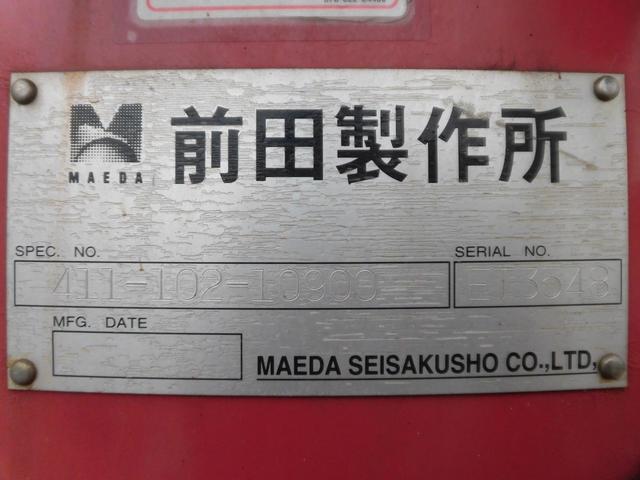 MAEDA
前田製作所
SPEC. NO.
SERIAL NO.
411-102-10900
3548
MFG. DATE
MAEDA SEISAKUSHO CO.,LTD,